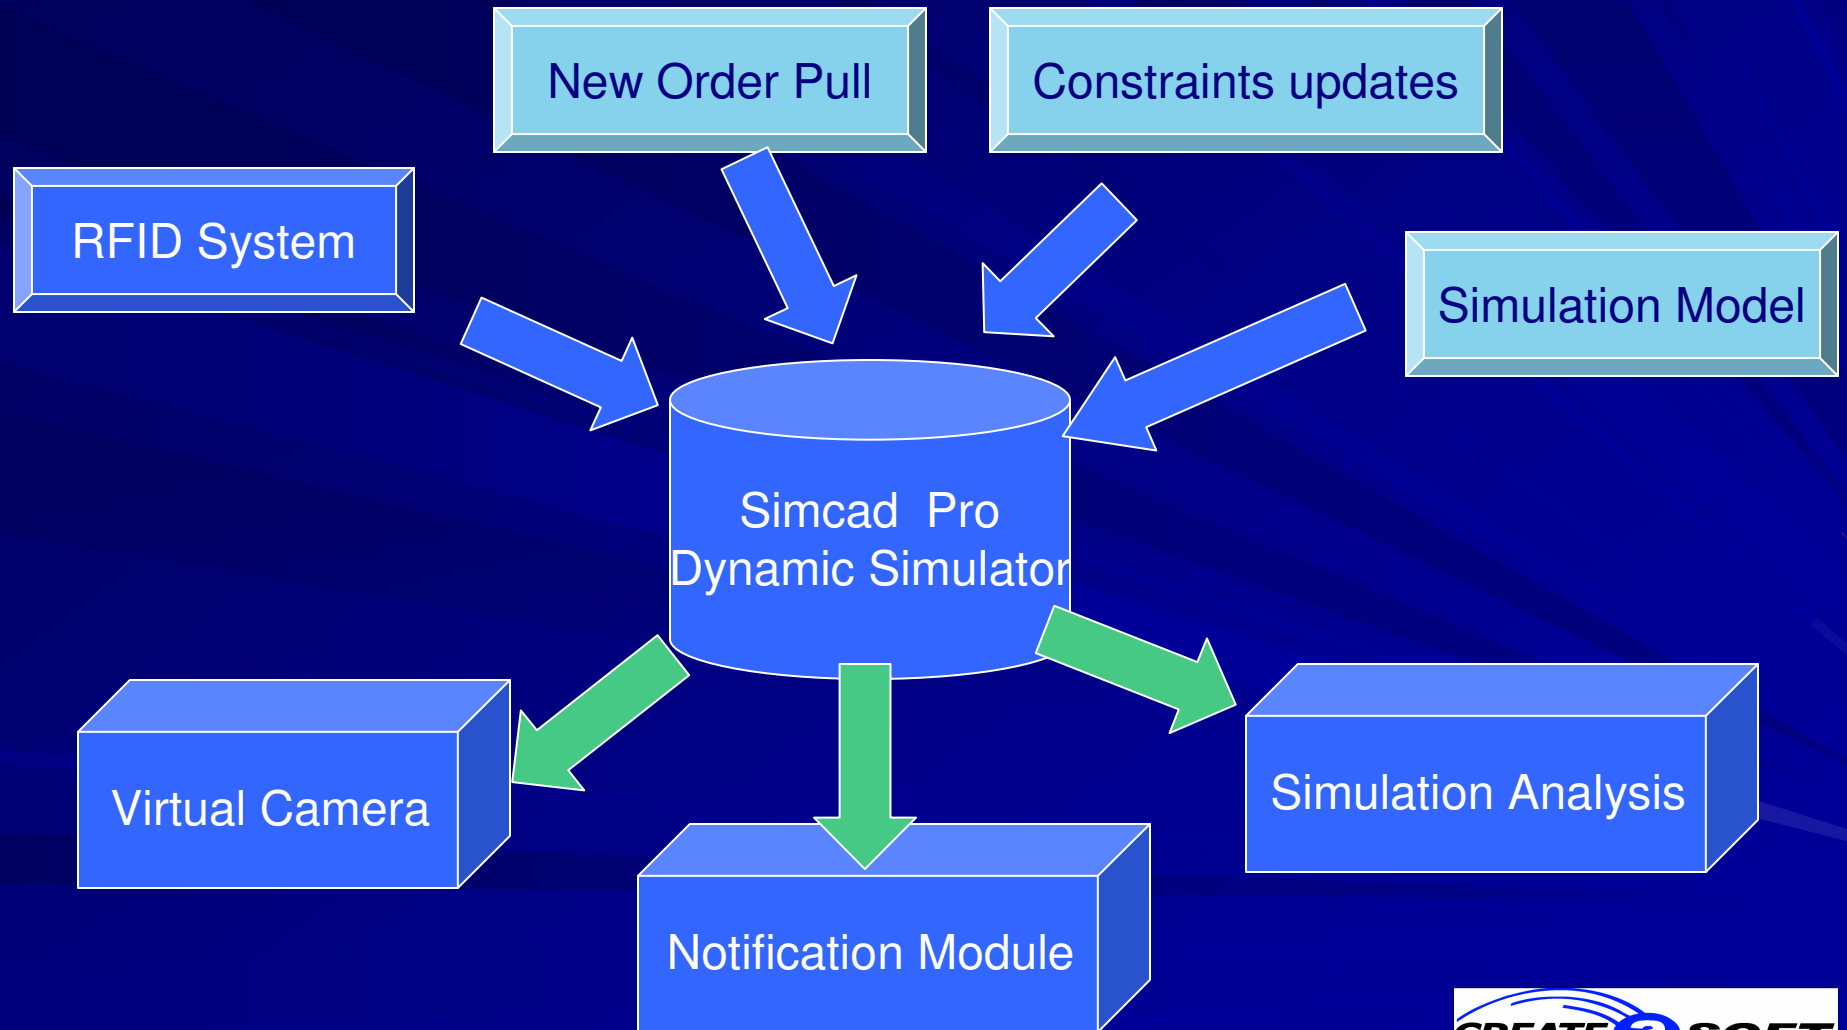 New Order Pull
Constraints updates
RFID System
Simulation Model
Simcad Pro
Dynamic Simulator
Virtual Camera
Simulation Analysis
Notification Module